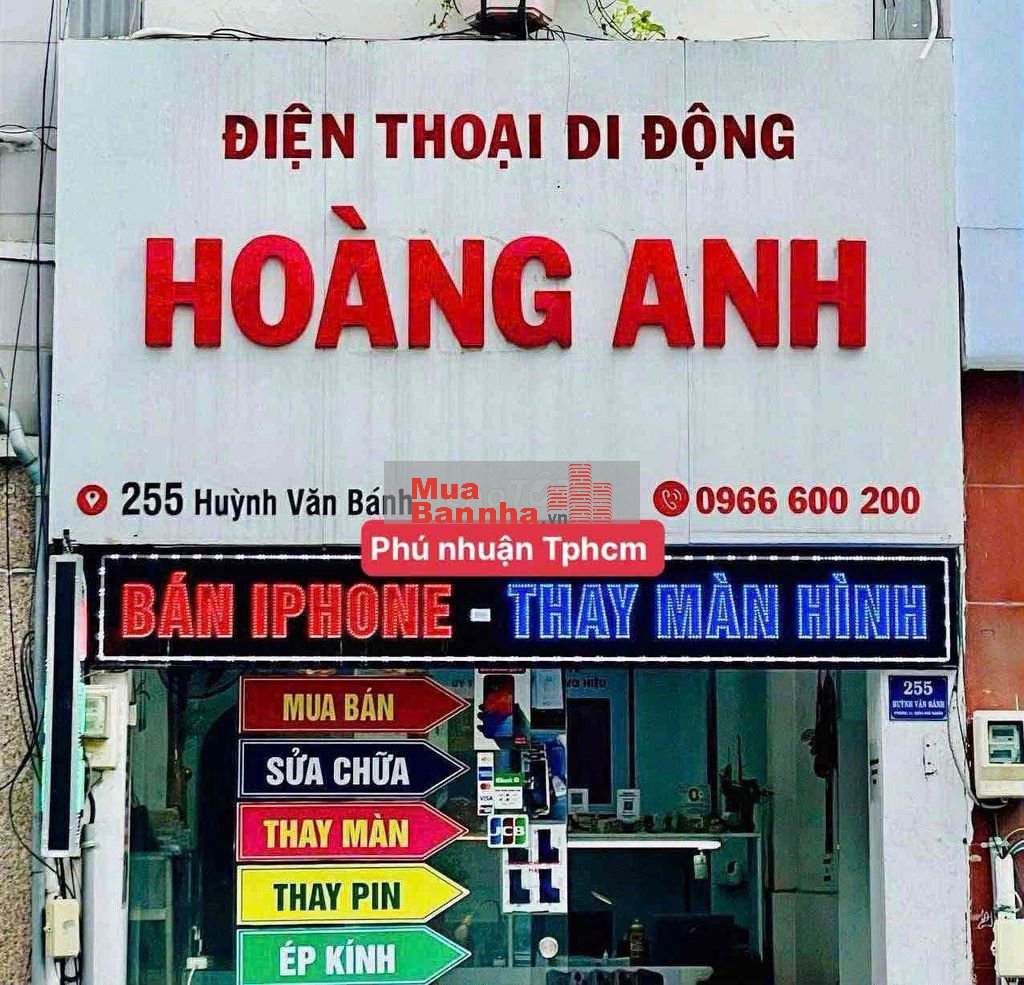 ĐIỆN THOẠI DI ĐỘNG
HOÀNG ANH
255 Huỳnh Văn Bánh
0966 600 200
Mua
Bannha.vn
Phú nhuận Tphcm
BÁN IPHONE - THAY MÀN HÌNH
MUA BÁN
SỬA CHỮA
THAY MÀN
THAY PIN
ÉP KÍNH
VISA
JCB
255
HUỲNH VĂN BÁNH